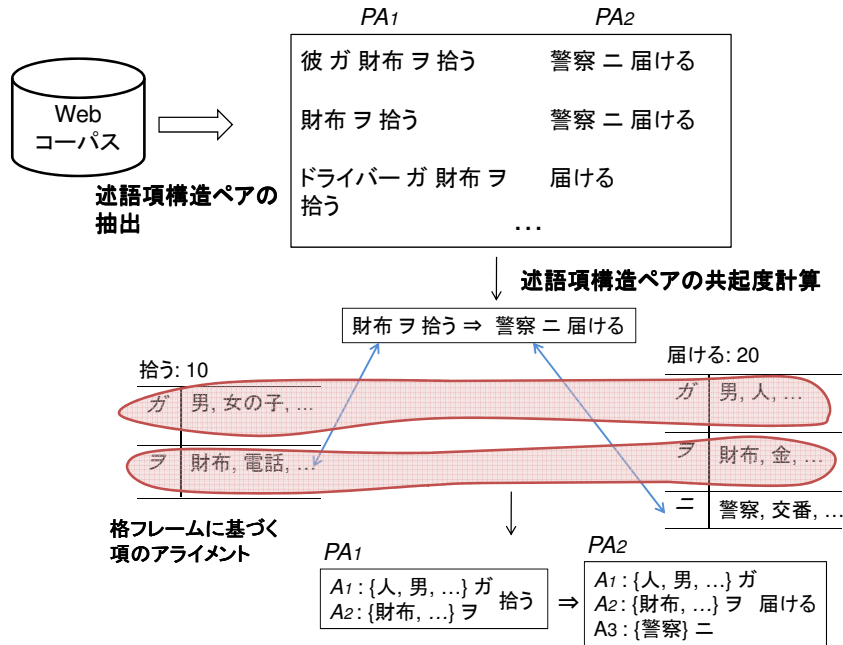 PA1 PA2
Web
コーパス
彼 ガ 財布 ヲ 拾う 警察 ニ 届ける
財布 ヲ 拾う 警察 ニ 届ける
ドライバー ガ 財布 ヲ 届ける
拾う
...
述語項構造ペアの
抽出
述語項構造ペアの共起度計算
財布 ヲ 拾う ⇒ 警察 ニ 届ける
拾う: 10
ガ 男, 女の子, ...
ヲ 財布, 電話, ...
届ける: 20
ガ 男, 人, ...
ヲ 財布, 金, ...
ニ 警察, 交番, ...
格フレームに基づく
項のアライメント
PA1
A1 : {人, 男, ...} ガ 拾う
A2 : {財布, ...} ヲ
⇒
PA2
A1 : {人, 男, ...} ガ
A2 : {財布, ...} ヲ 届ける
A3 : {警察} ニ